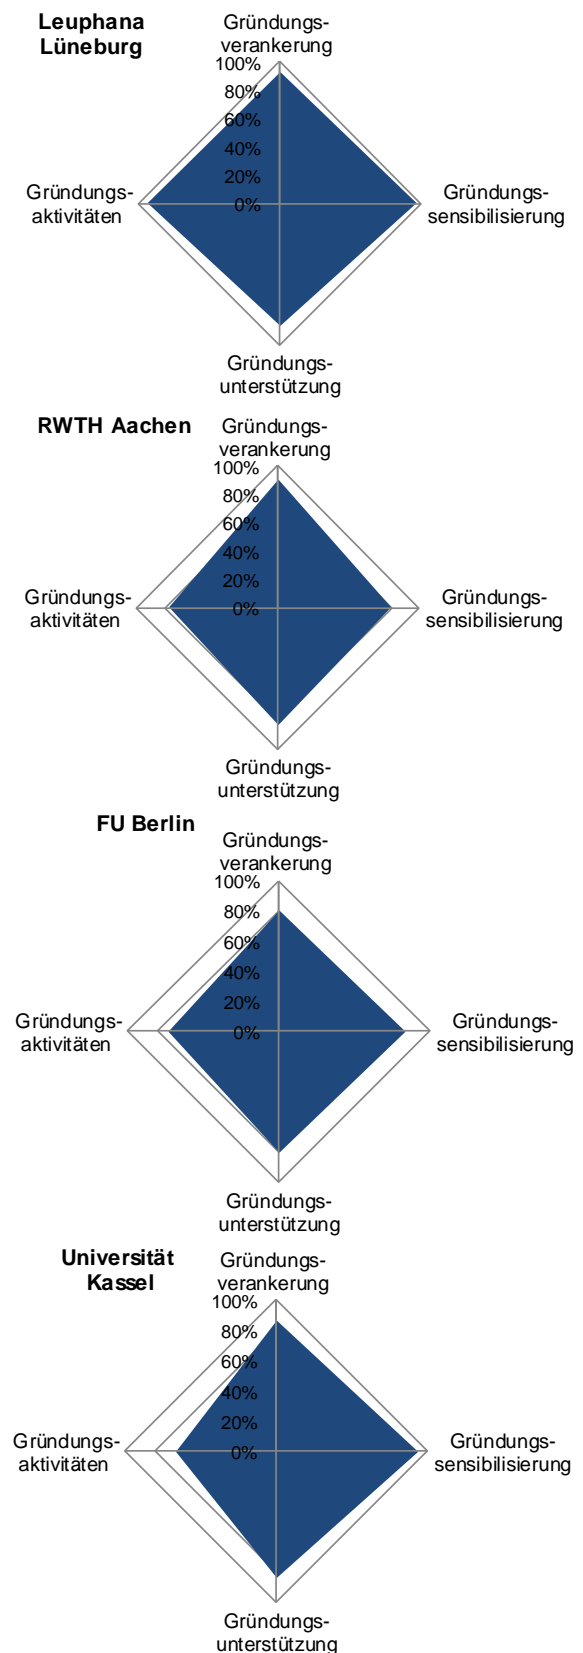 Leuphana
Lüneburg
Gründungs-
verankerung
100%
80%
60%
40%
20%
0%
Gründungs-
aktivitäten
Gründungs-
sensibilisierung
Gründungs-
unterstützung
RWTH Aachen
Gründungs-
verankerung
100%
80%
60%
40%
20%
0%
Gründungs-
aktivitäten
Gründungs-
sensibilisierung
Gründungs-
unterstützung
FU Berlin
Gründungs-
verankerung
100%
80%
60%
40%
20%
0%
Gründungs-
aktivitäten
Gründungs-
sensibilisierung
Gründungs-
unterstützung
Universität
Kassel
Gründungs-
verankerung
100%
80%
60%
40%
20%
0%
Gründungs-
aktivitäten
Gründungs-
sensibilisierung
Gründungs-
unterstützung